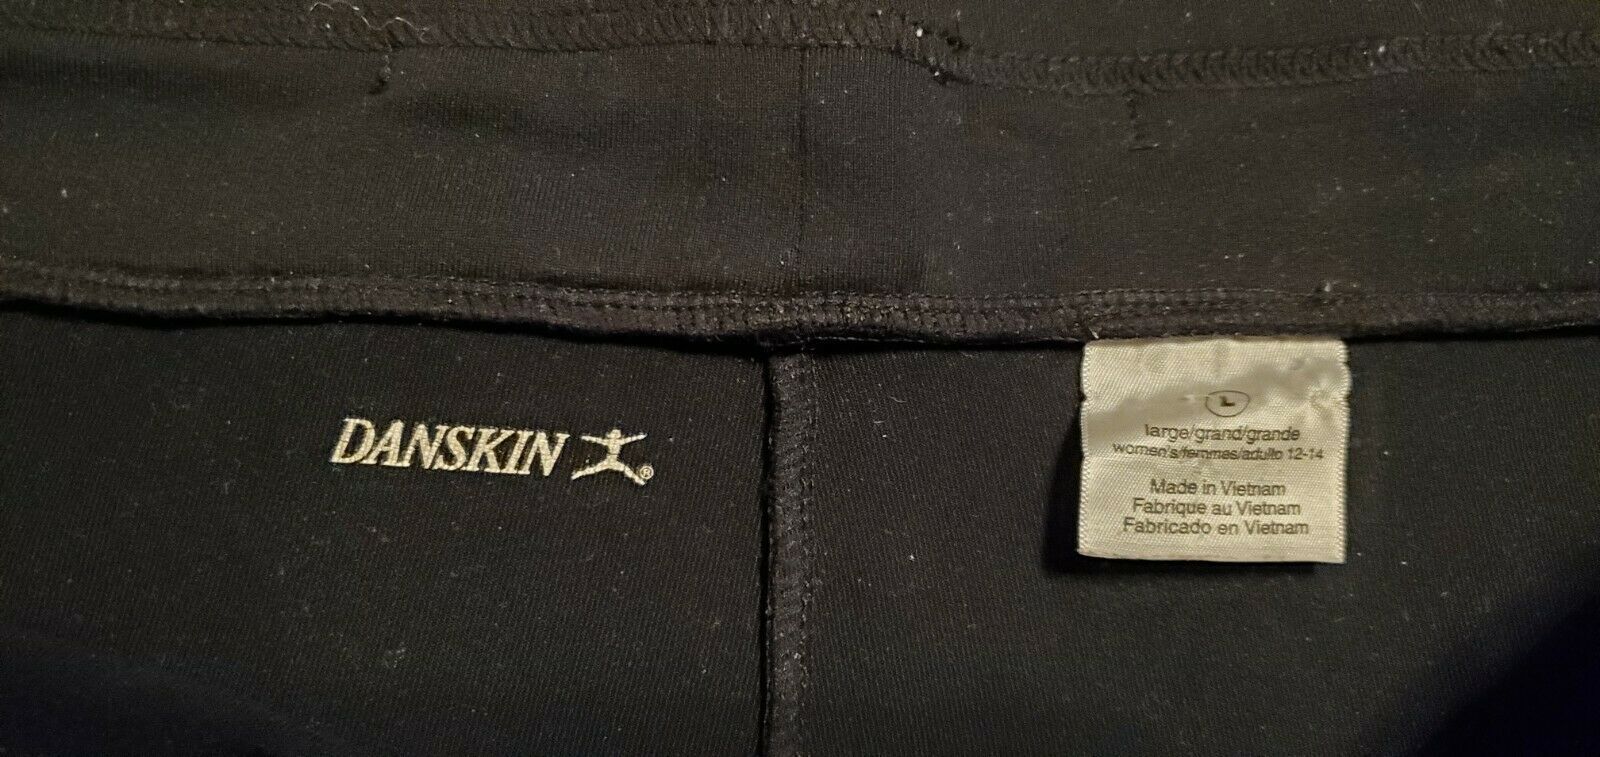 DANSKIN ®
L
large/grand/grande
women's/femmes/adulto 12-14
Made in Vietnam
Fabrique au Vietnam
Fabricado en Vietnam